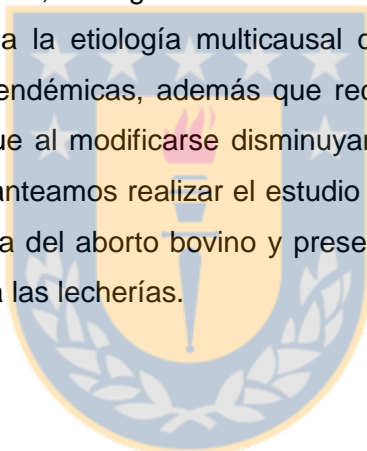 a la etiología multicausal
endémicas, además que
ue al modificarse disminuyan
anteamos realizar el estudio
a del aborto bovino y prese
a las lecherías.